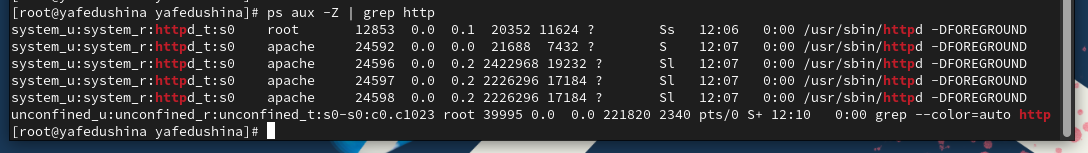 [root@yafedushina yafedushina]# ps aux -Z | grep http
system_u:system_r:httpd_t:s0    root       12853  0.0  0.1  20352 11624 ?        Ss   12:06   0:00 /usr/sbin/httpd -DFOREGROUND
system_u:system_r:httpd_t:s0    apache     24592  0.0  0.0  21688  7432 ?        S    12:07   0:00 /usr/sbin/httpd -DFOREGROUND
system_u:system_r:httpd_t:s0    apache     24596  0.0  0.2 2422968 19232 ?       Sl   12:07   0:00 /usr/sbin/httpd -DFOREGROUND
system_u:system_r:httpd_t:s0    apache     24597  0.0  0.2 2226296 17184 ?       Sl   12:07   0:00 /usr/sbin/httpd -DFOREGROUND
system_u:system_r:httpd_t:s0    apache     24598  0.0  0.2 2226296 17184 ?       Sl   12:07   0:00 /usr/sbin/httpd -DFOREGROUND
unconfined_u:unconfined_r:unconfined_t:s0-s0:c0.c1023 root 39995 0.0  0.0 221820 2340 pts/0 S+ 12:10   0:00 grep --color=auto http
[root@yafedushina yafedushina]#